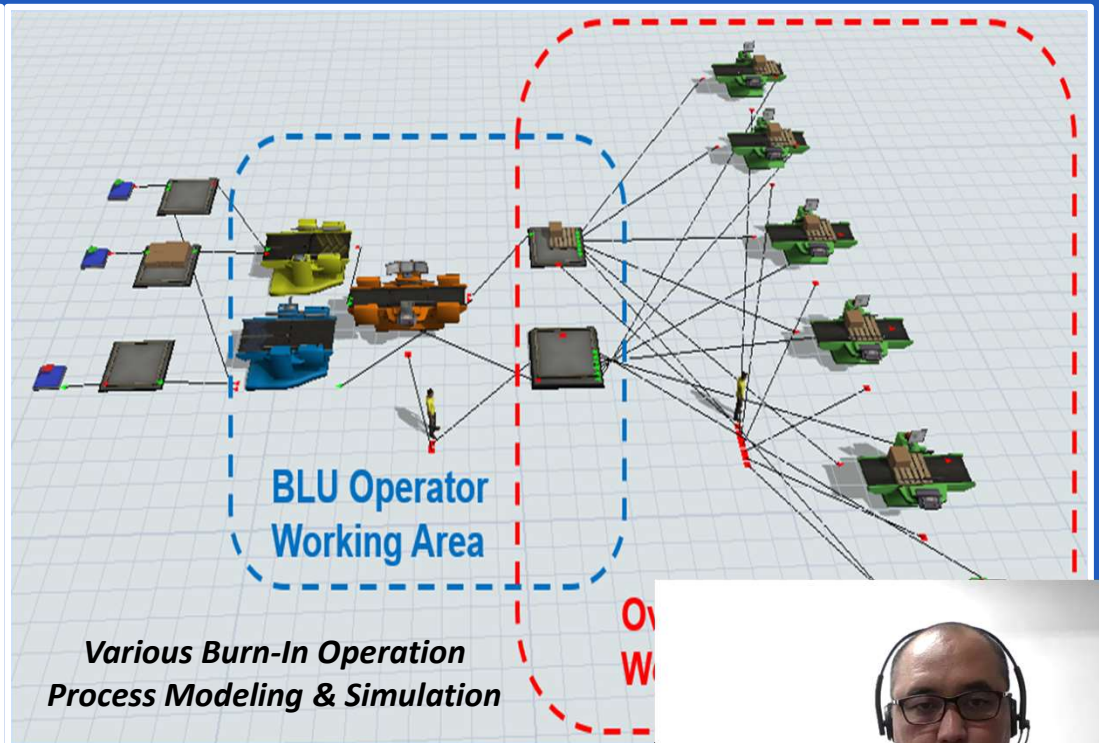 BLU Operator
Working Area
Various Burn-In Operation
Process Modeling & Simulation